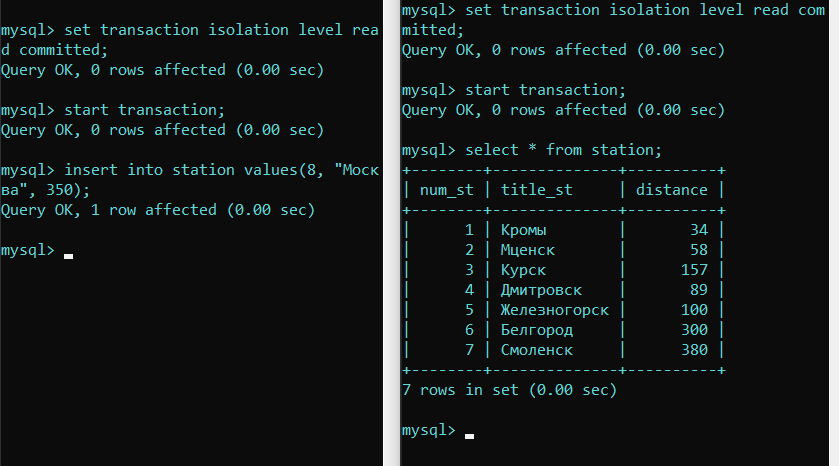 mysql> set transaction isolation level rea
d committed;
Query OK, 0 rows affected (0.00 sec)
mysql> start transaction;
Query OK, 0 rows affected (0.00 sec)
mysql> insert into station values(8, "Моск
ва", 350);
Query OK, 1 row affected (0.00 sec)
mysql>
mysql> set transaction isolation level read com
mitted;
Query OK, 0 rows affected (0.00 sec)
mysql> start transaction;
Query OK, 0 rows affected (0.00 sec)
mysql> select * from station;
+--------+--------------+----------+
| num_st | title_st     | distance |
+--------+--------------+----------+
|      1 | Кромы        |       34 |
|      2 | Мценск       |       58 |
|      3 | Курск        |      157 |
|      4 | Дмитровск    |       89 |
|      5 | Железногорск |      100 |
|      6 | Белгород     |      300 |
|      7 | Смоленск     |      380 |
+--------+--------------+----------+
7 rows in set (0.00 sec)
mysql>